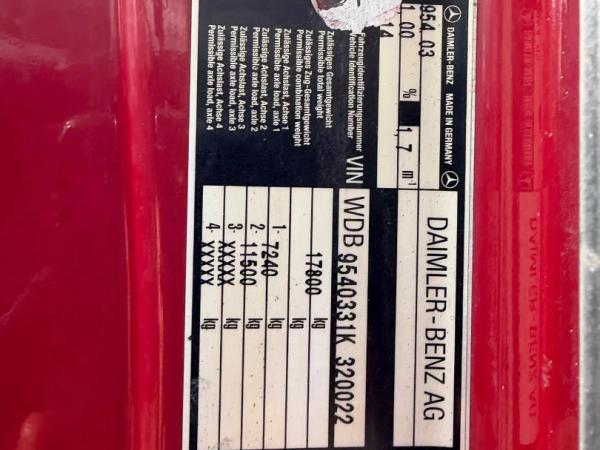 DAIMLER-BENZ MADE IN GERMANY
954.03
1.00 % 1,7 m-1
14
DAIMLER-BENZ AG
Fahrzeugidentifizierungsnummer
Vehicle Identification Number
VIN WDB 9540331K 320022
Zulässiges Gesamtgewicht
Permissible total weight
17800 kg
Zulässiges Zug-Gesamtgewicht
Permissible combination weight
kg
Zulässige Achslast, Achse 1
Permissible axle load, axle 1
1- 7240 kg
Zulässige Achslast, Achse 2
Permissible axle load, axle 2
2- 11500 kg
Zulässige Achslast, Achse 3
Permissible axle load, axle 3
3- XXXXX kg
Zulässige Achslast, Achse 4
Permissible axle load, axle 4
4- XXXXX kg